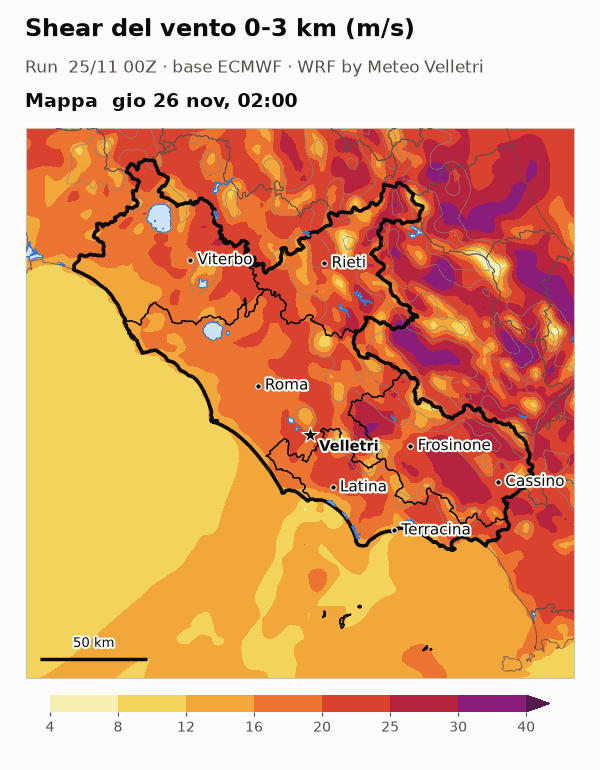 Shear del vento 0-3 km (m/s)
Run 25/11 00Z · base ECMWF · WRF by Meteo Velletri
Mappa gio 26 nov, 02:00
Viterbo
Rieti
Roma
Velletri
Frosinone
Latina
Cassino
Terracina
50 km
4 8 12 16 20 25 30 40